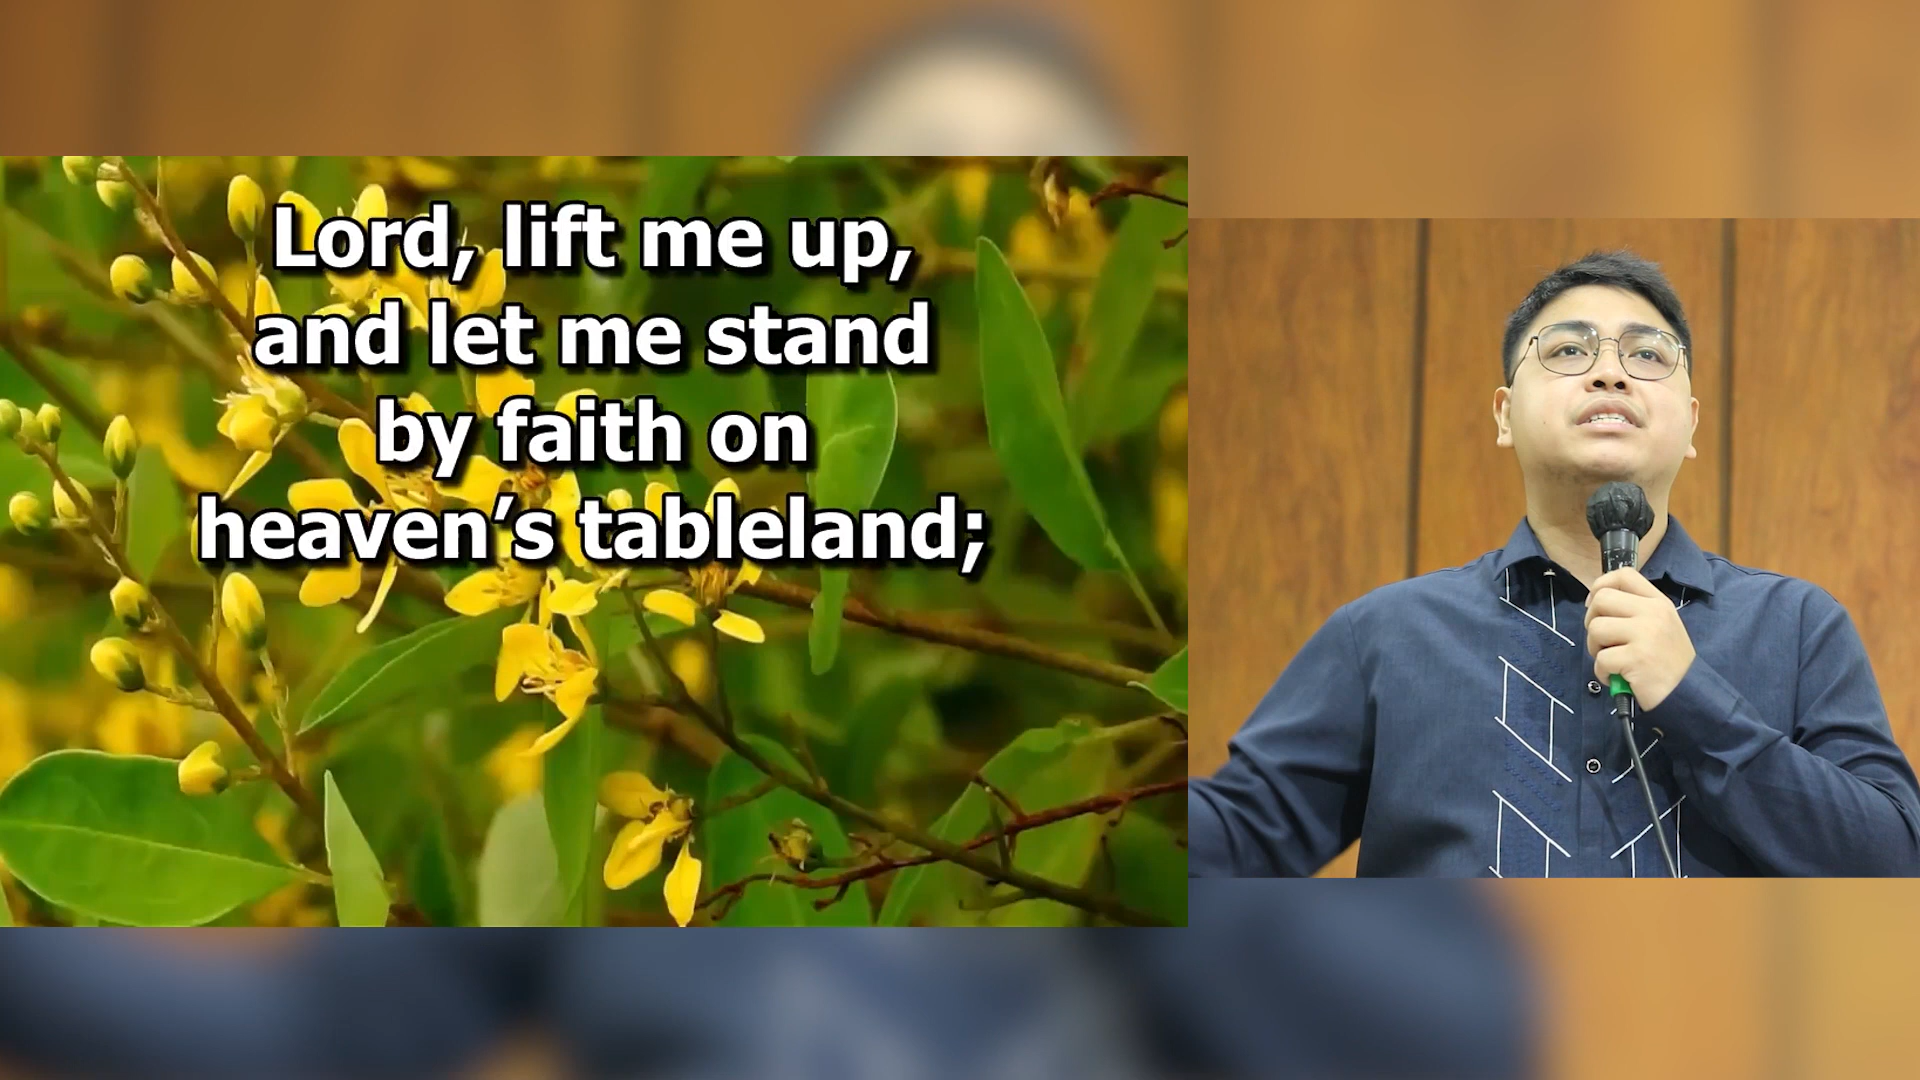 Lord, lift me up,
and let me stand
by faith on
heaven’s tableland;